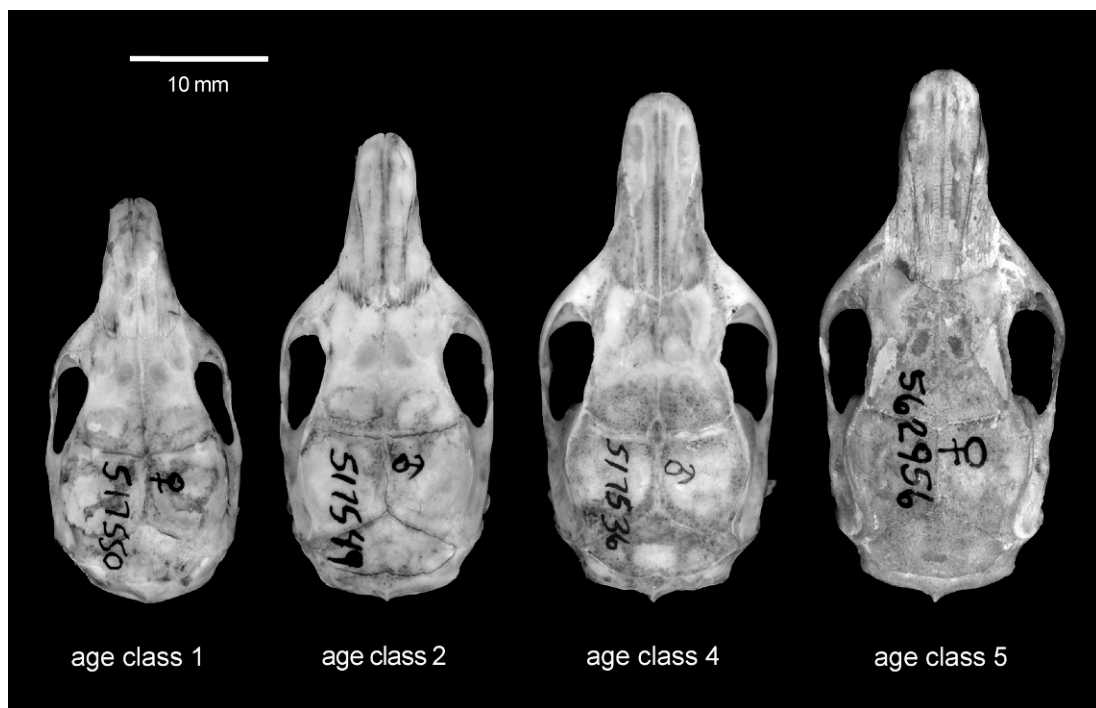 10 mm
517550 ♀
517549 ♂
517536 ♂
562956 ♀
age class 1
age class 2
age class 4
age class 5